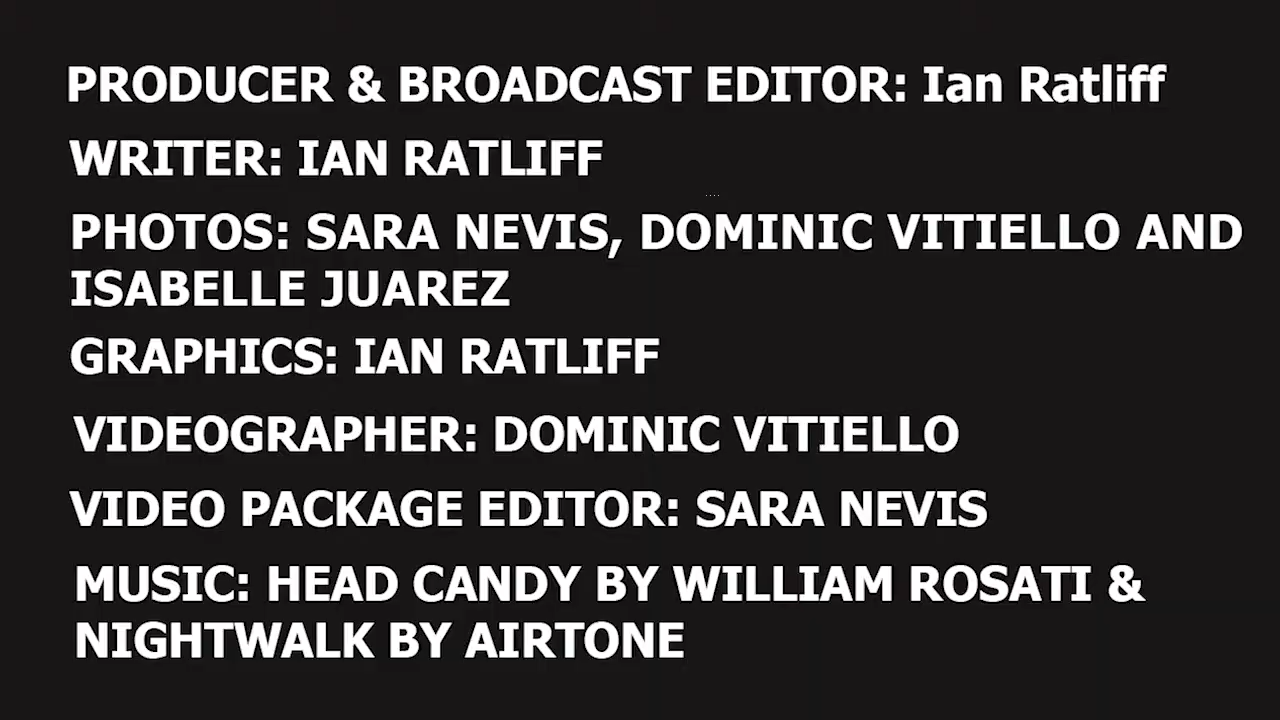 PRODUCER & BROADCAST EDITOR: Ian Ratliff
WRITER: IAN RATLIFF
PHOTOS: SARA NEVIS, DOMINIC VITIELLO AND
ISABELLE JUAREZ
GRAPHICS: IAN RATLIFF
VIDEOGRAPHER: DOMINIC VITIELLO
VIDEO PACKAGE EDITOR: SARA NEVIS
MUSIC: HEAD CANDY BY WILLIAM ROSATI &
NIGHTWALK BY AIRTONE